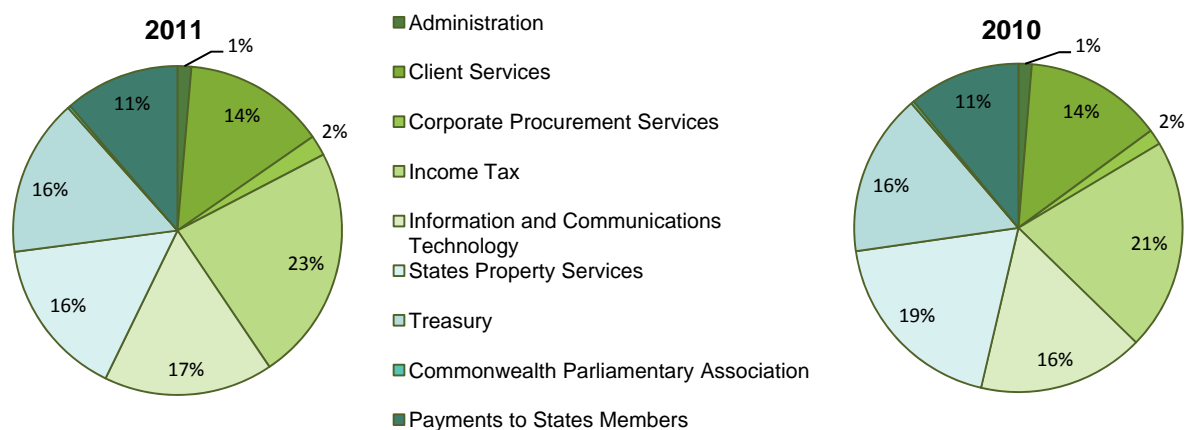 2011
1%
14%
2%
23%
17%
16%
16%
11%
Administration
Client Services
Corporate Procurement Services
Income Tax
Information and Communications
Technology
States Property Services
Treasury
Commonwealth Parliamentary Association
Payments to States Members
2010
1%
14%
2%
21%
16%
19%
16%
11%